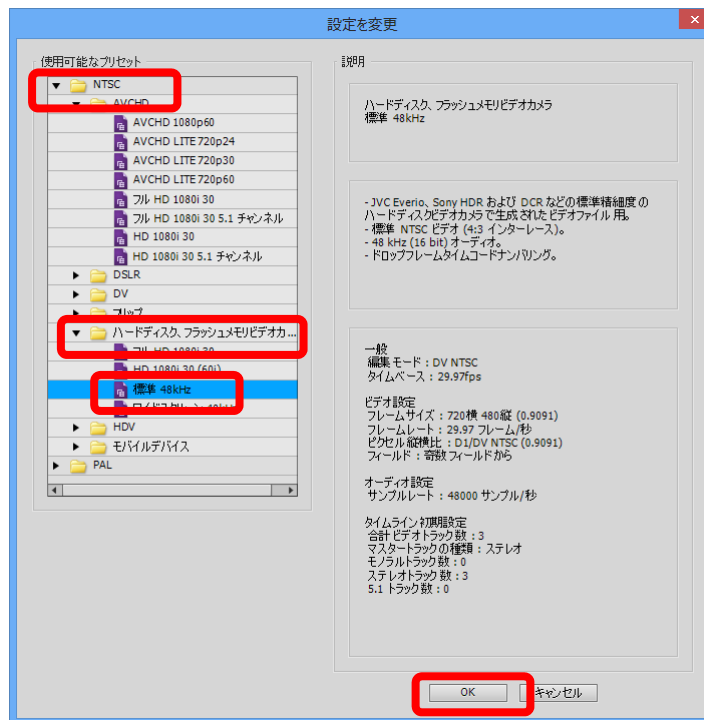 設定を変更
使用可能なプリセット
NTSC
AVCHD
AVCHD 1080p60
AVCHD LITE 720p24
AVCHD LITE 720p30
AVCHD LITE 720p60
フル HD 1080i 30
フル HD 1080i 30 5.1 チャンネル
HD 1080i 30
HD 1080i 30 5.1 チャンネル
DSLR
DV
フリップ
ハードディスク、フラッシュメモリビデオカ...
フル HD 1080i 30
HD 1080i 30 (60i)
標準 48kHz
ワイドスクリーン 48kHz
HDV
モバイルデバイス
PAL
説明
ハードディスク、フラッシュメモリビデオカメラ
標準 48kHz
- JVC Everio、Sony HDR および DCR などの標準精細度の
ハードディスクビデオカメラで生成されたビデオファイル用。
- 標準 NTSC ビデオ (4:3 インターレース)。
- 48 kHz (16 bit) オーディオ。
- ドロップフレームタイムコードナンバリング。
一般
編集モード : DV NTSC
タイムベース : 29.97fps
ビデオ設定
フレームサイズ : 720横 480縦 (0.9091)
フレームレート : 29.97 フレーム/秒
ピクセル縦横比 : D1/DV NTSC (0.9091)
フィールド : 奇数フィールドから
オーディオ設定
サンプルレート : 48000 サンプル/秒
タイムライン初期設定
合計ビデオトラック数 : 3
マスタートラックの種類 : ステレオ
モノラルトラック数 : 0
ステレオトラック数 : 3
5.1 トラック数 : 0
OK
キャンセル